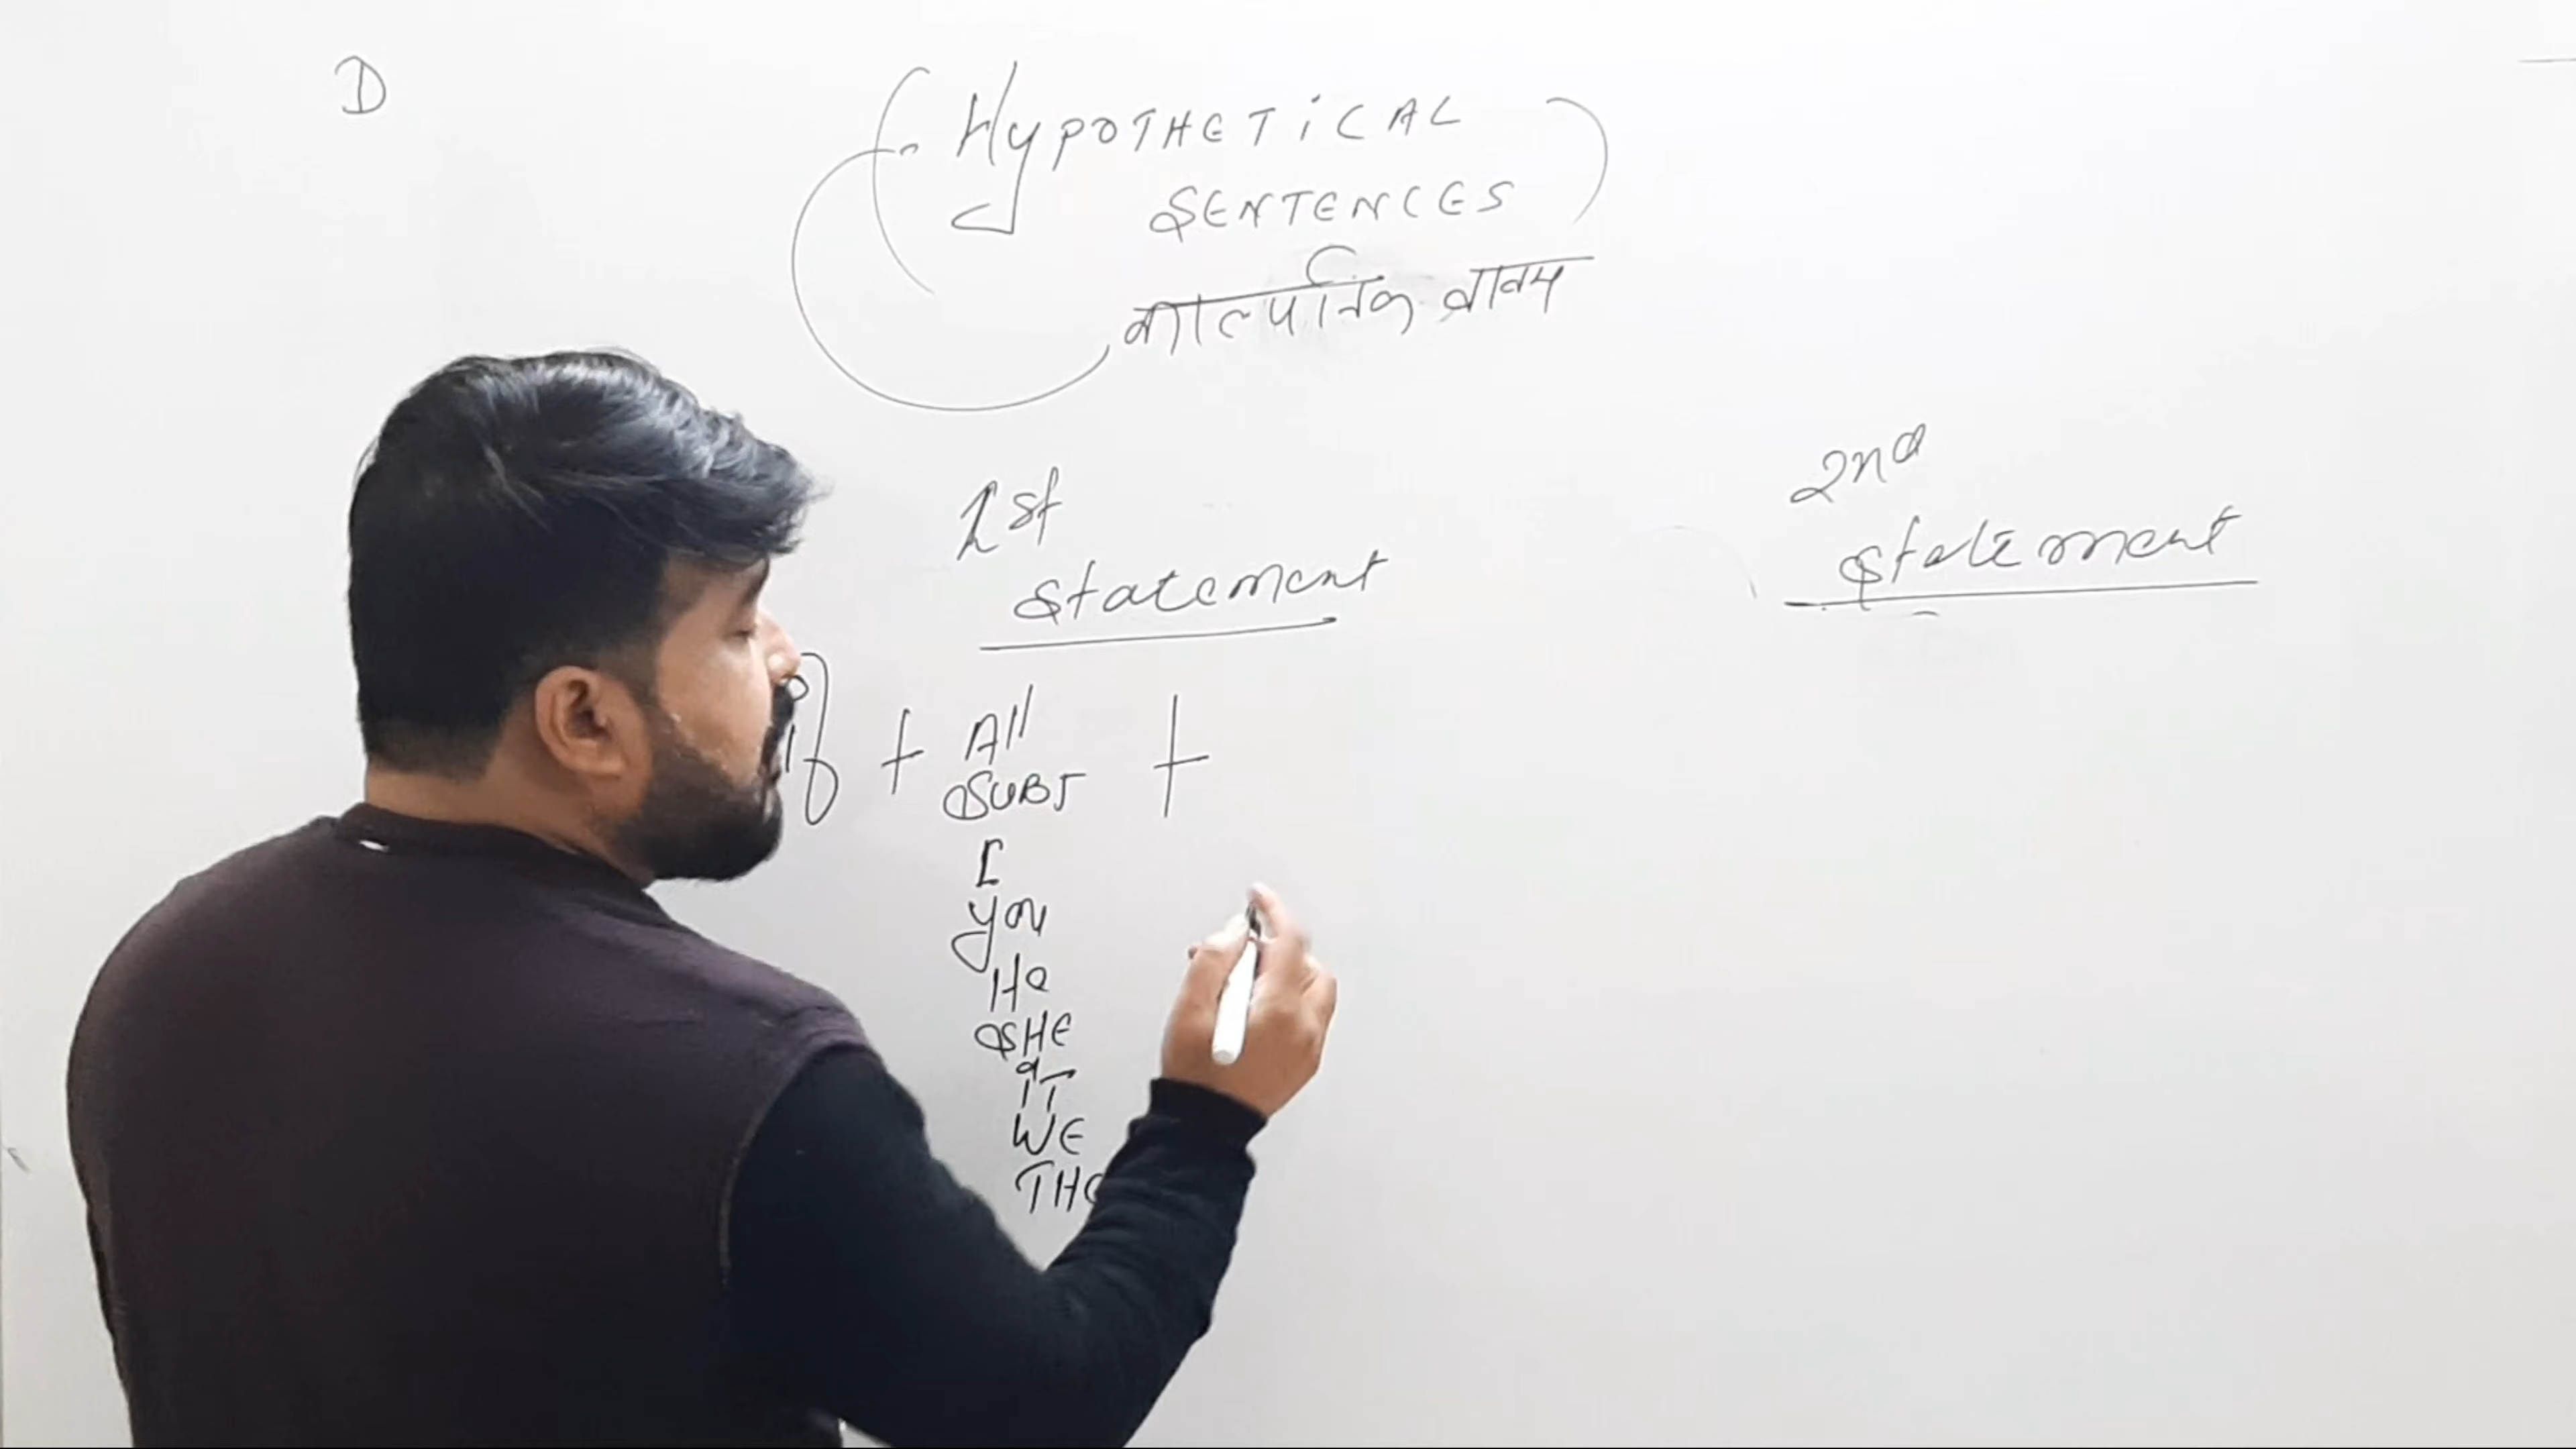 D
HYPOTHETICAL
SENTENCES
काल्पनिक वाक्य
1st
statement
2nd
statement
if + All +
SUBJ
I
you
He
SHE
IT
WE